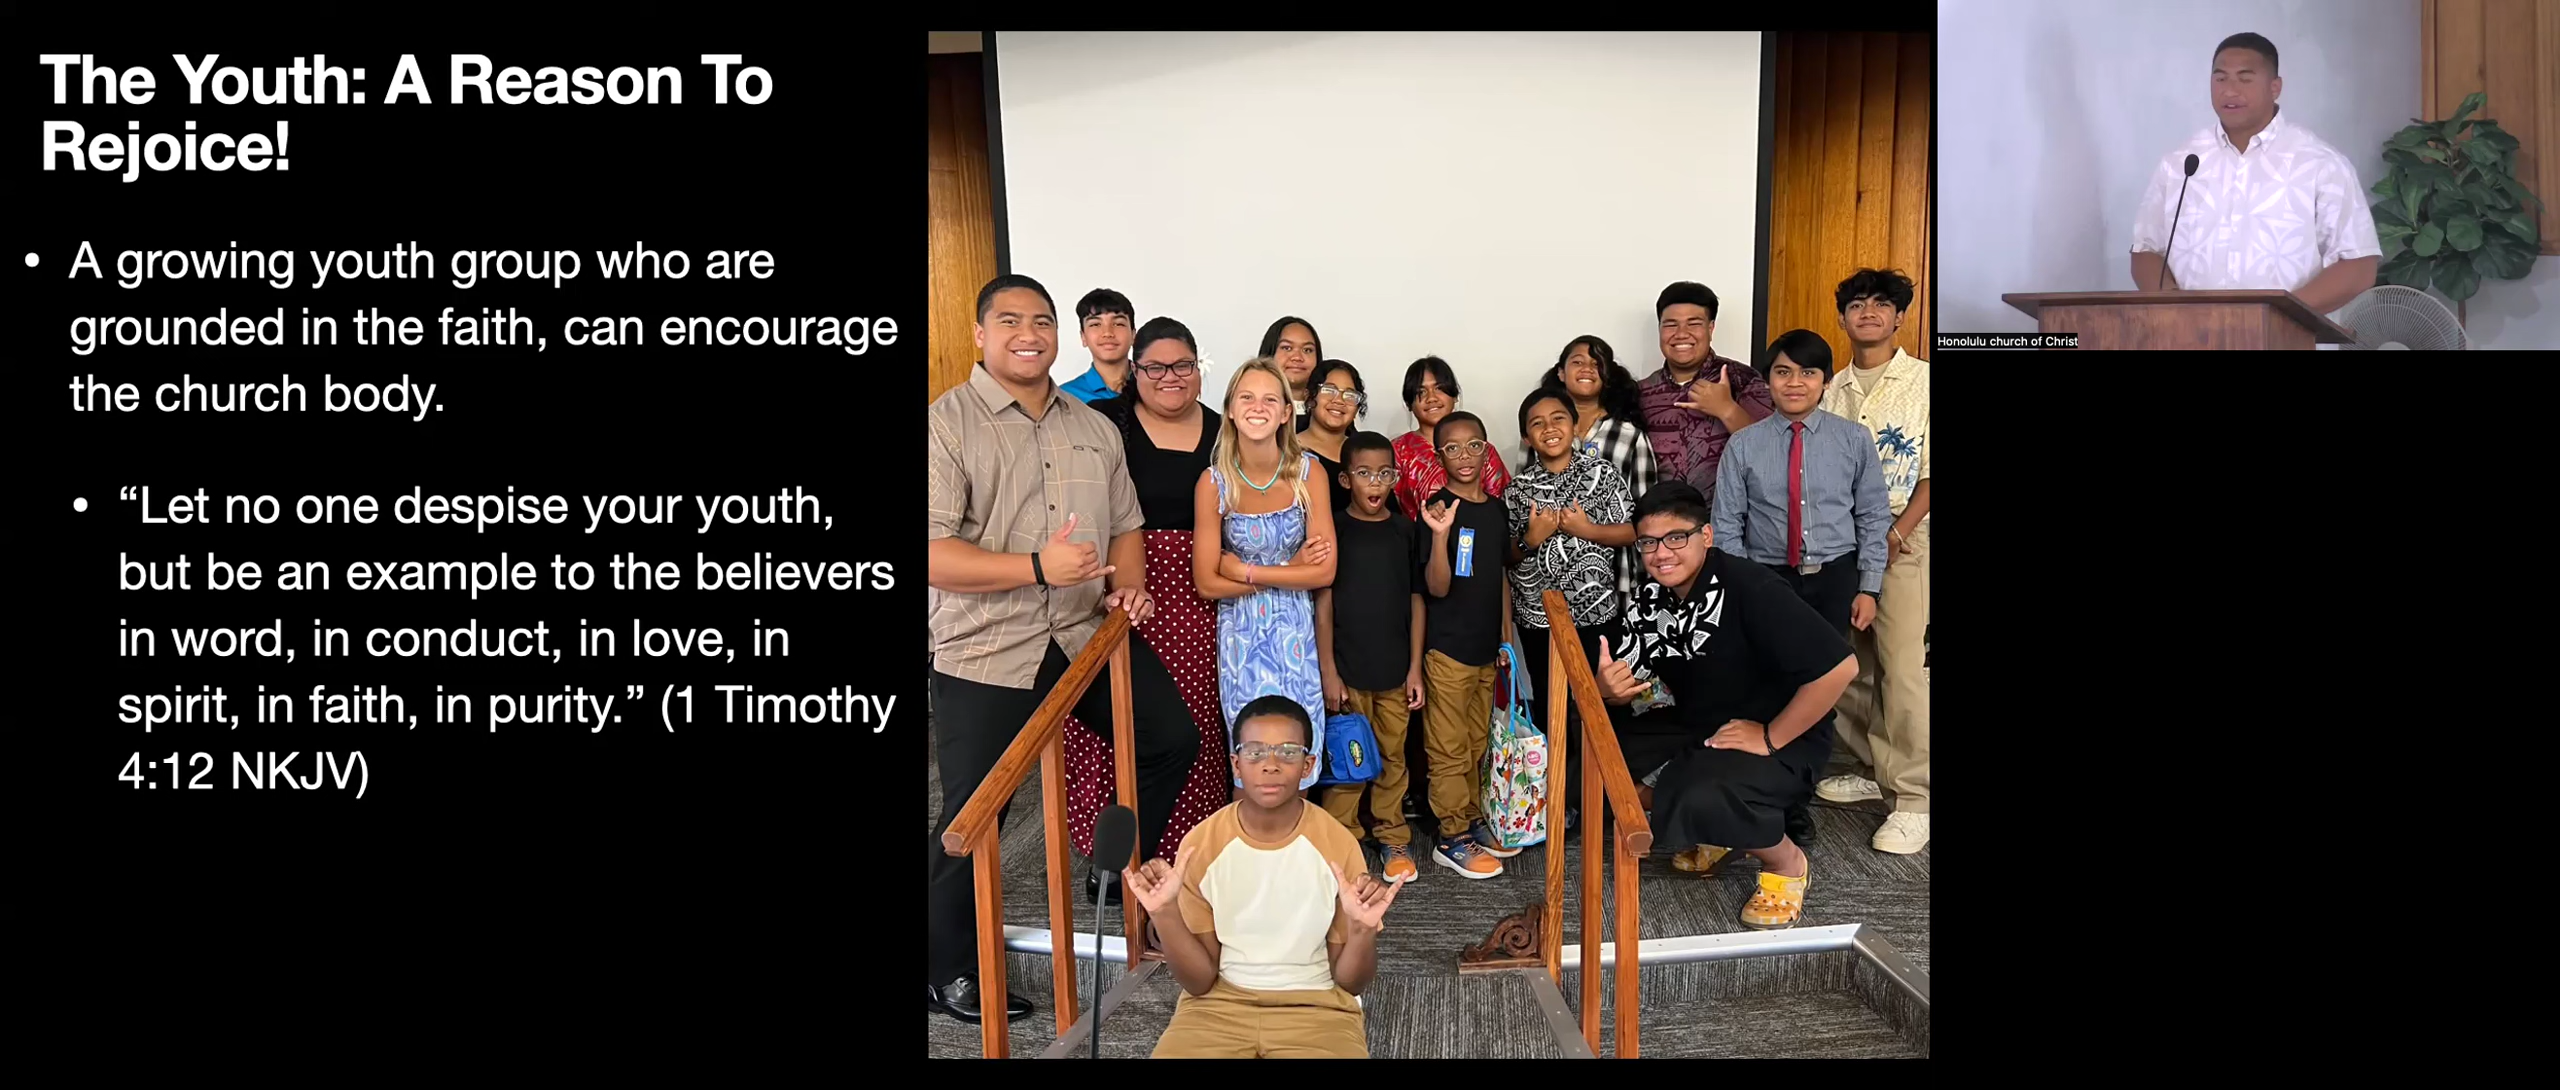 The Youth: A Reason To
Rejoice!
• A growing youth group who are
grounded in the faith, can encourage
the church body.
• “Let no one despise your youth,
but be an example to the believers
in word, in conduct, in love, in
spirit, in faith, in purity.” (1 Timothy
4:12 NKJV)
Honolulu church of Christ